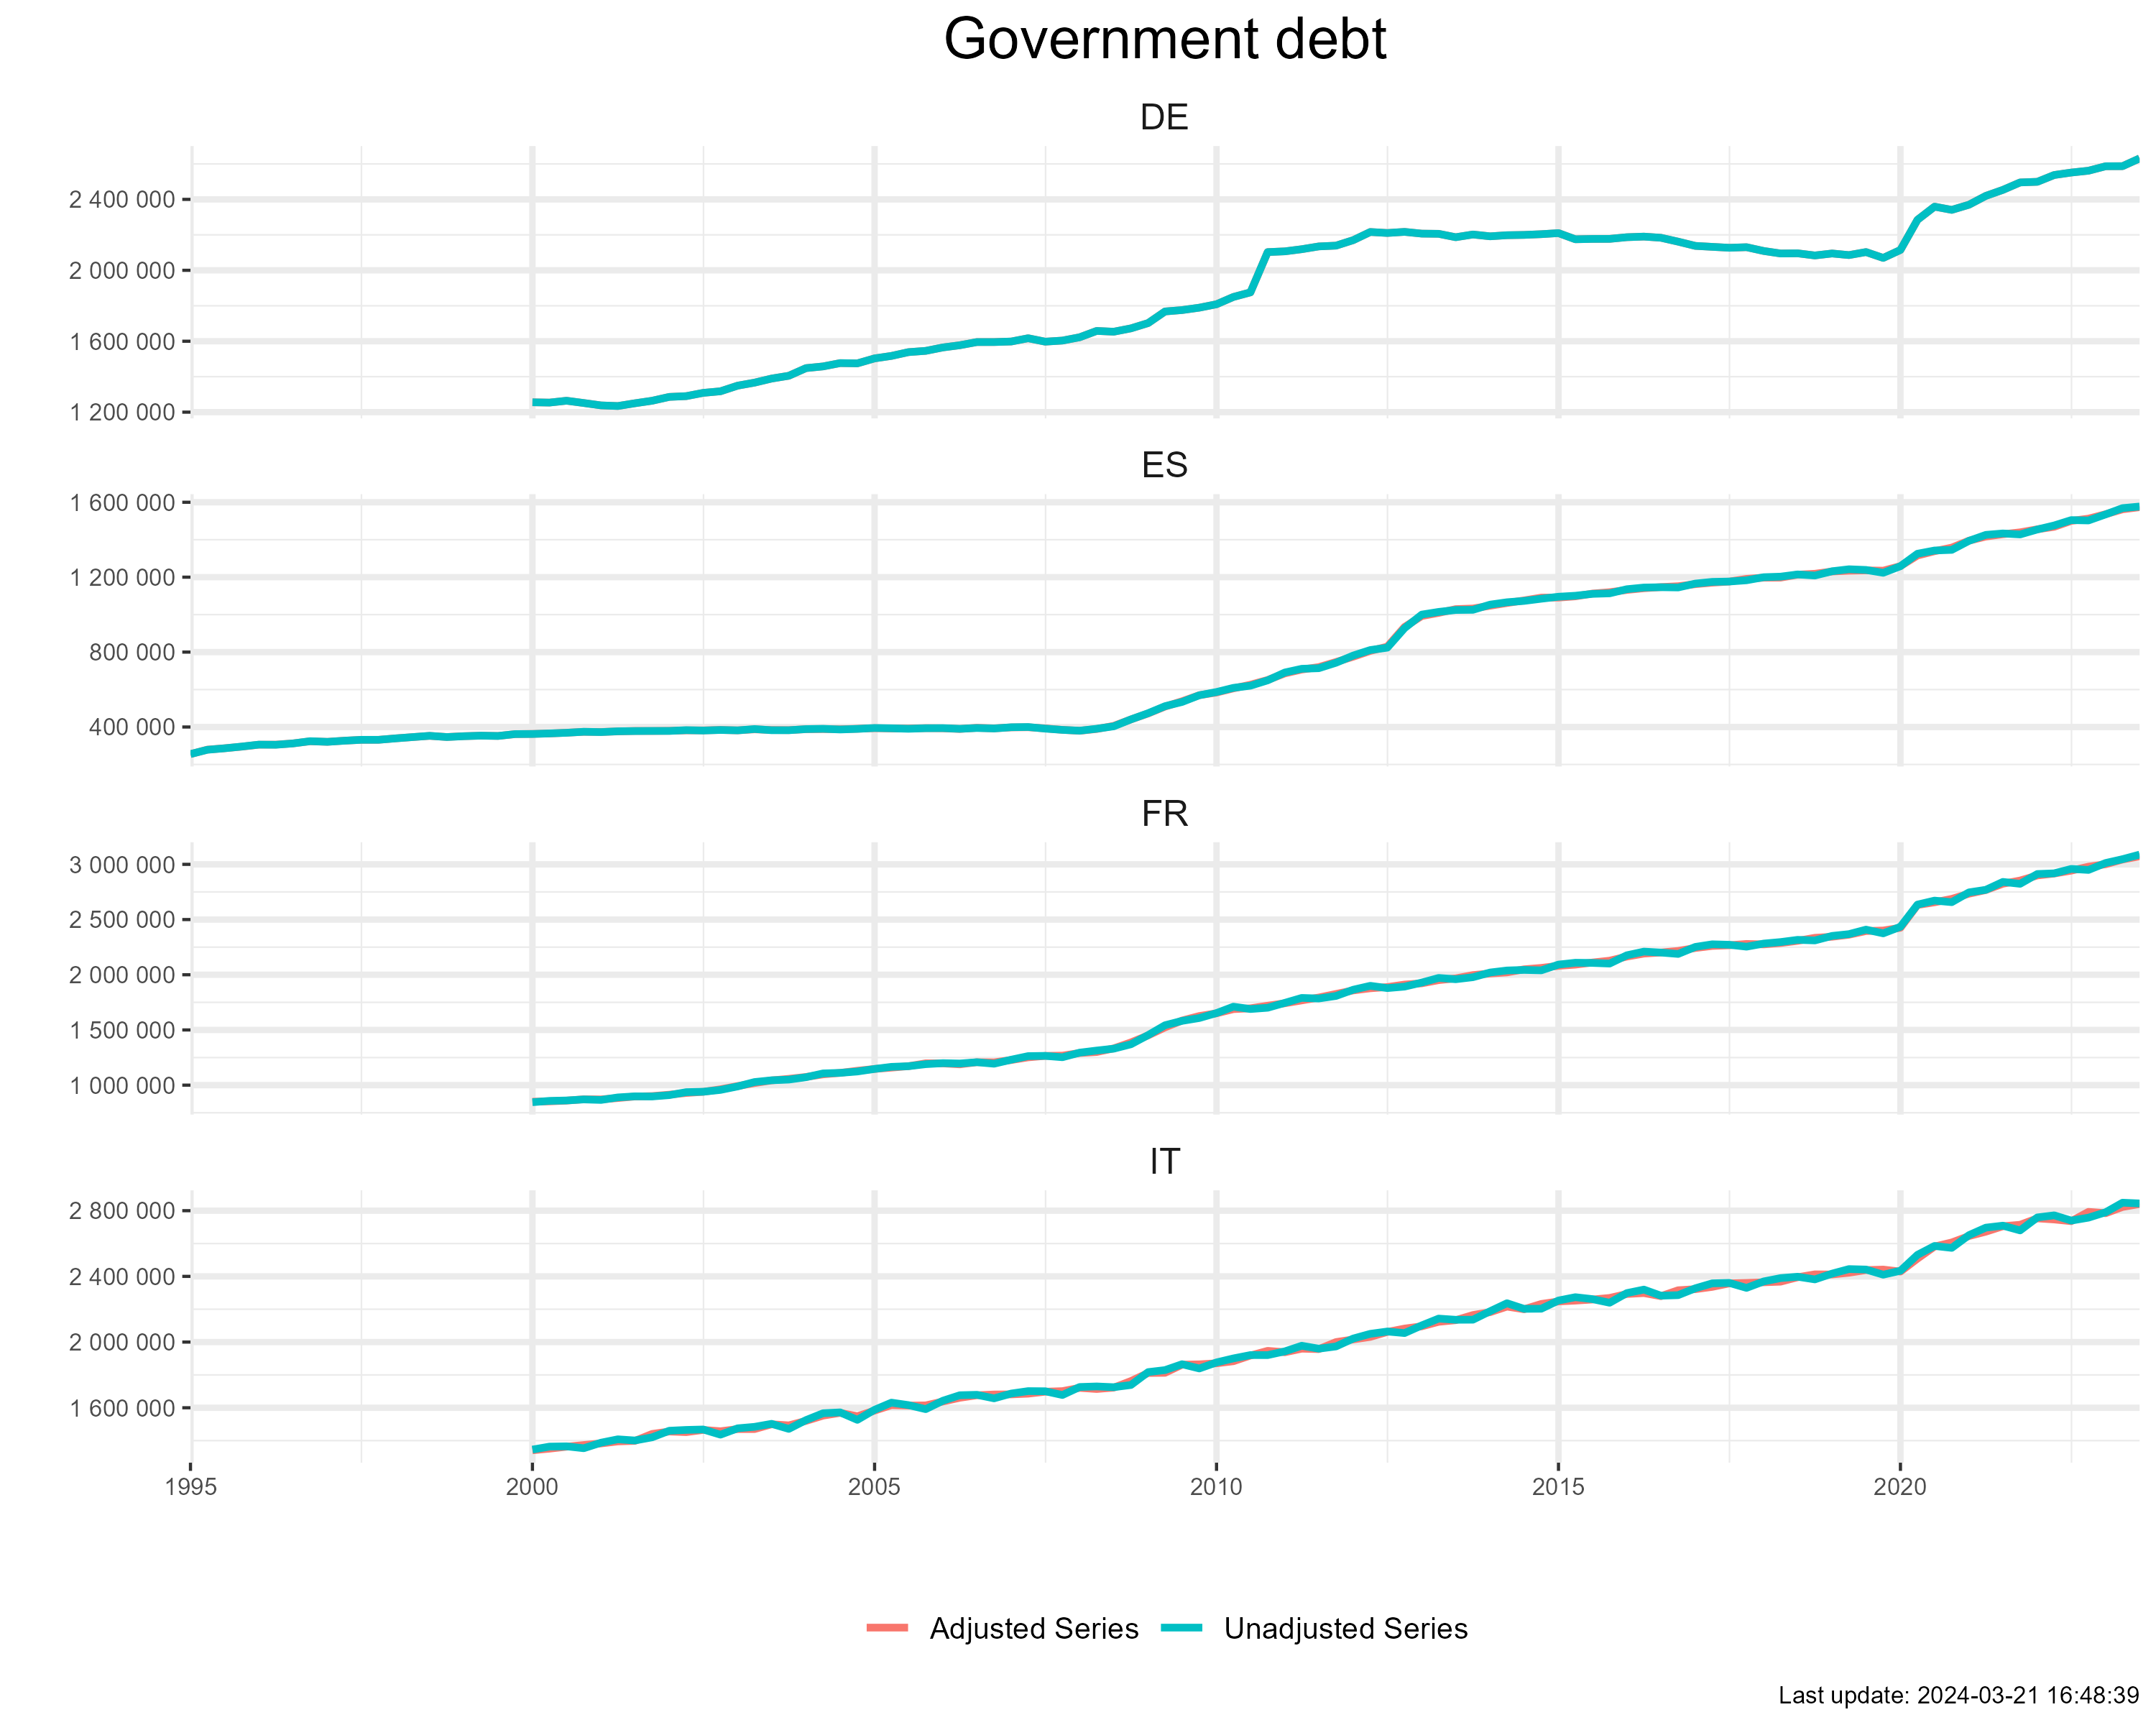 Government debt
DE
2 400 000
2 000 000
1 600 000
1 200 000
ES
1 600 000
1 200 000
800 000
400 000
FR
3 000 000
2 500 000
2 000 000
1 500 000
1 000 000
IT
2 800 000
2 400 000
2 000 000
1 600 000
1995 2000 2005 2010 2015 2020
Adjusted Series Unadjusted Series
Last update: 2024-03-21 16:48:39